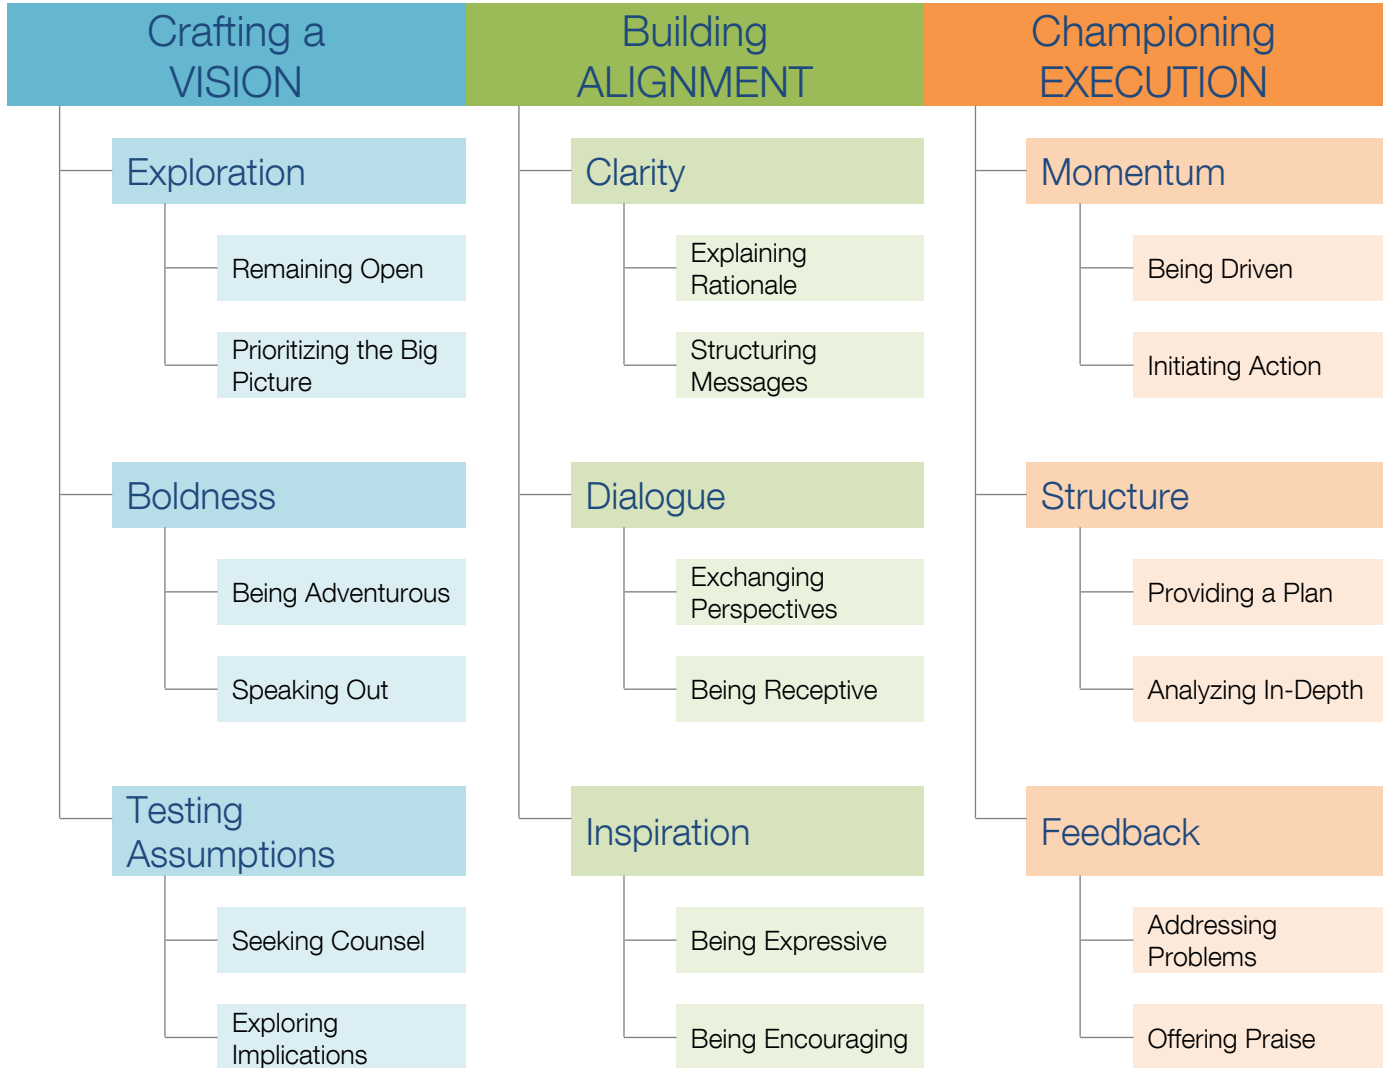 Crafting a
VISION
Exploration
Remaining Open
Prioritizing the Big
Picture
Boldness
Being Adventurous
Speaking Out
Testing
Assumptions
Seeking Counsel
Exploring
Implications
Building
ALIGNMENT
Clarity
Explaining
Rationale
Structuring
Messages
Dialogue
Exchanging
Perspectives
Being Receptive
Inspiration
Being Expressive
Being Encouraging
Championing
EXECUTION
Momentum
Being Driven
Initiating Action
Structure
Providing a Plan
Analyzing In-Depth
Feedback
Addressing
Problems
Offering Praise